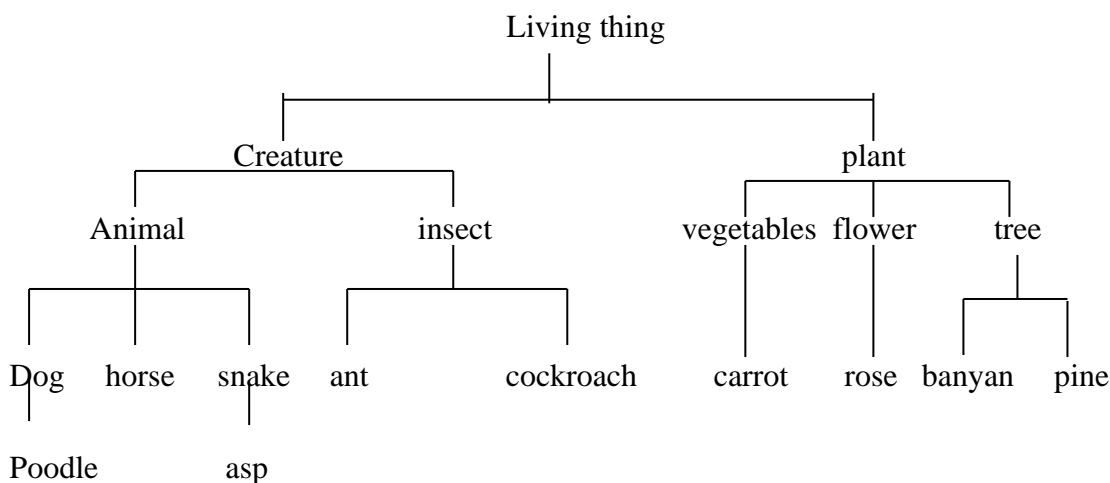 Living thing
Creature plant
Animal insect vegetables flower tree
Dog horse snake ant cockroach carrot rose banyan pine
Poodle asp